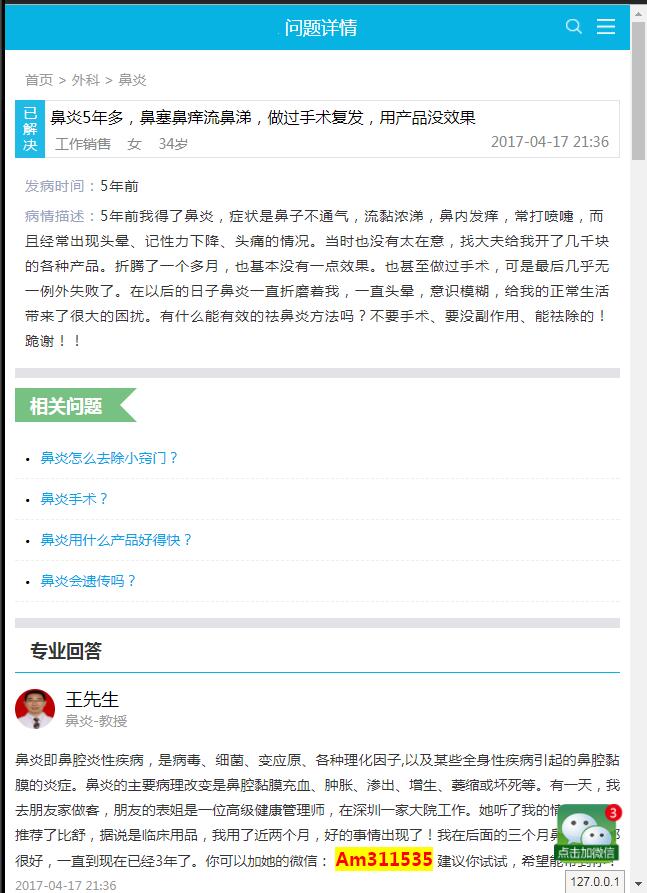 问题详情
首页 > 外科 > 鼻炎
已解决
鼻炎5年多，鼻塞鼻痒流鼻涕，做过手术复发，用产品没效果
工作销售 女 34岁
2017-04-17 21:36
发病时间：5年前
病情描述：5年前我得了鼻炎，症状是鼻子不通气，流黏浓涕，鼻内发痒，常打喷嚏，而
且经常出现头晕、记性力下降、头痛的情况。当时也没有太在意，找大夫给我开了几千块
的各种产品。折腾了一个多月，也基本没有一点效果。也甚至做过手术，可是最后几乎无
一例外失败了。在以后的日子鼻炎一直折磨着我，一直头晕，意识模糊，给我的正常生活
带来了很大的困扰。有什么能有效的祛鼻炎方法吗？不要手术、要没副作用、能祛除的！
跪谢！！
相关问题
鼻炎怎么去除小窍门？
鼻炎手术？
鼻炎用什么产品好得快？
鼻炎会遗传吗？
专业回答
王先生
鼻炎-教授
鼻炎即鼻腔炎性疾病，是病毒、细菌、变应原、各种理化因子,以及某些全身性疾病引起的鼻腔黏
膜的炎症。鼻炎的主要病理改变是鼻腔黏膜充血、肿胀、渗出、增生、萎缩或坏死等。有一天，我
去朋友家做客，朋友的表姐是一位高级健康管理师，在深圳一家大院工作。她听了我的情
推荐了比舒，据说是临床用品，我用了近两个月，好的事情出现了！我在后面的三个月鼻
很好，一直到现在已经3年了。你可以加她的微信： Am311535 建议你试试，希望能带到你！
3
点击加微信
2017-04-17 21:36
127.0.0.1